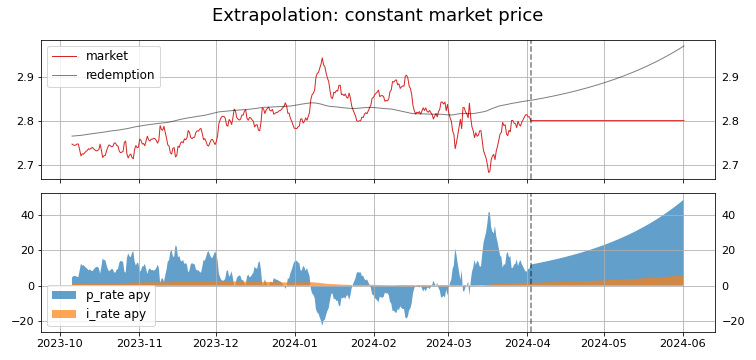 Extrapolation: constant market price
market
redemption
2.9
2.8
2.7
2.9
2.8
2.7
40
20
0
−20
40
20
0
−20
p_rate apy
i_rate apy
2023-10 2023-11 2023-12 2024-01 2024-02 2024-03 2024-04 2024-05 2024-06